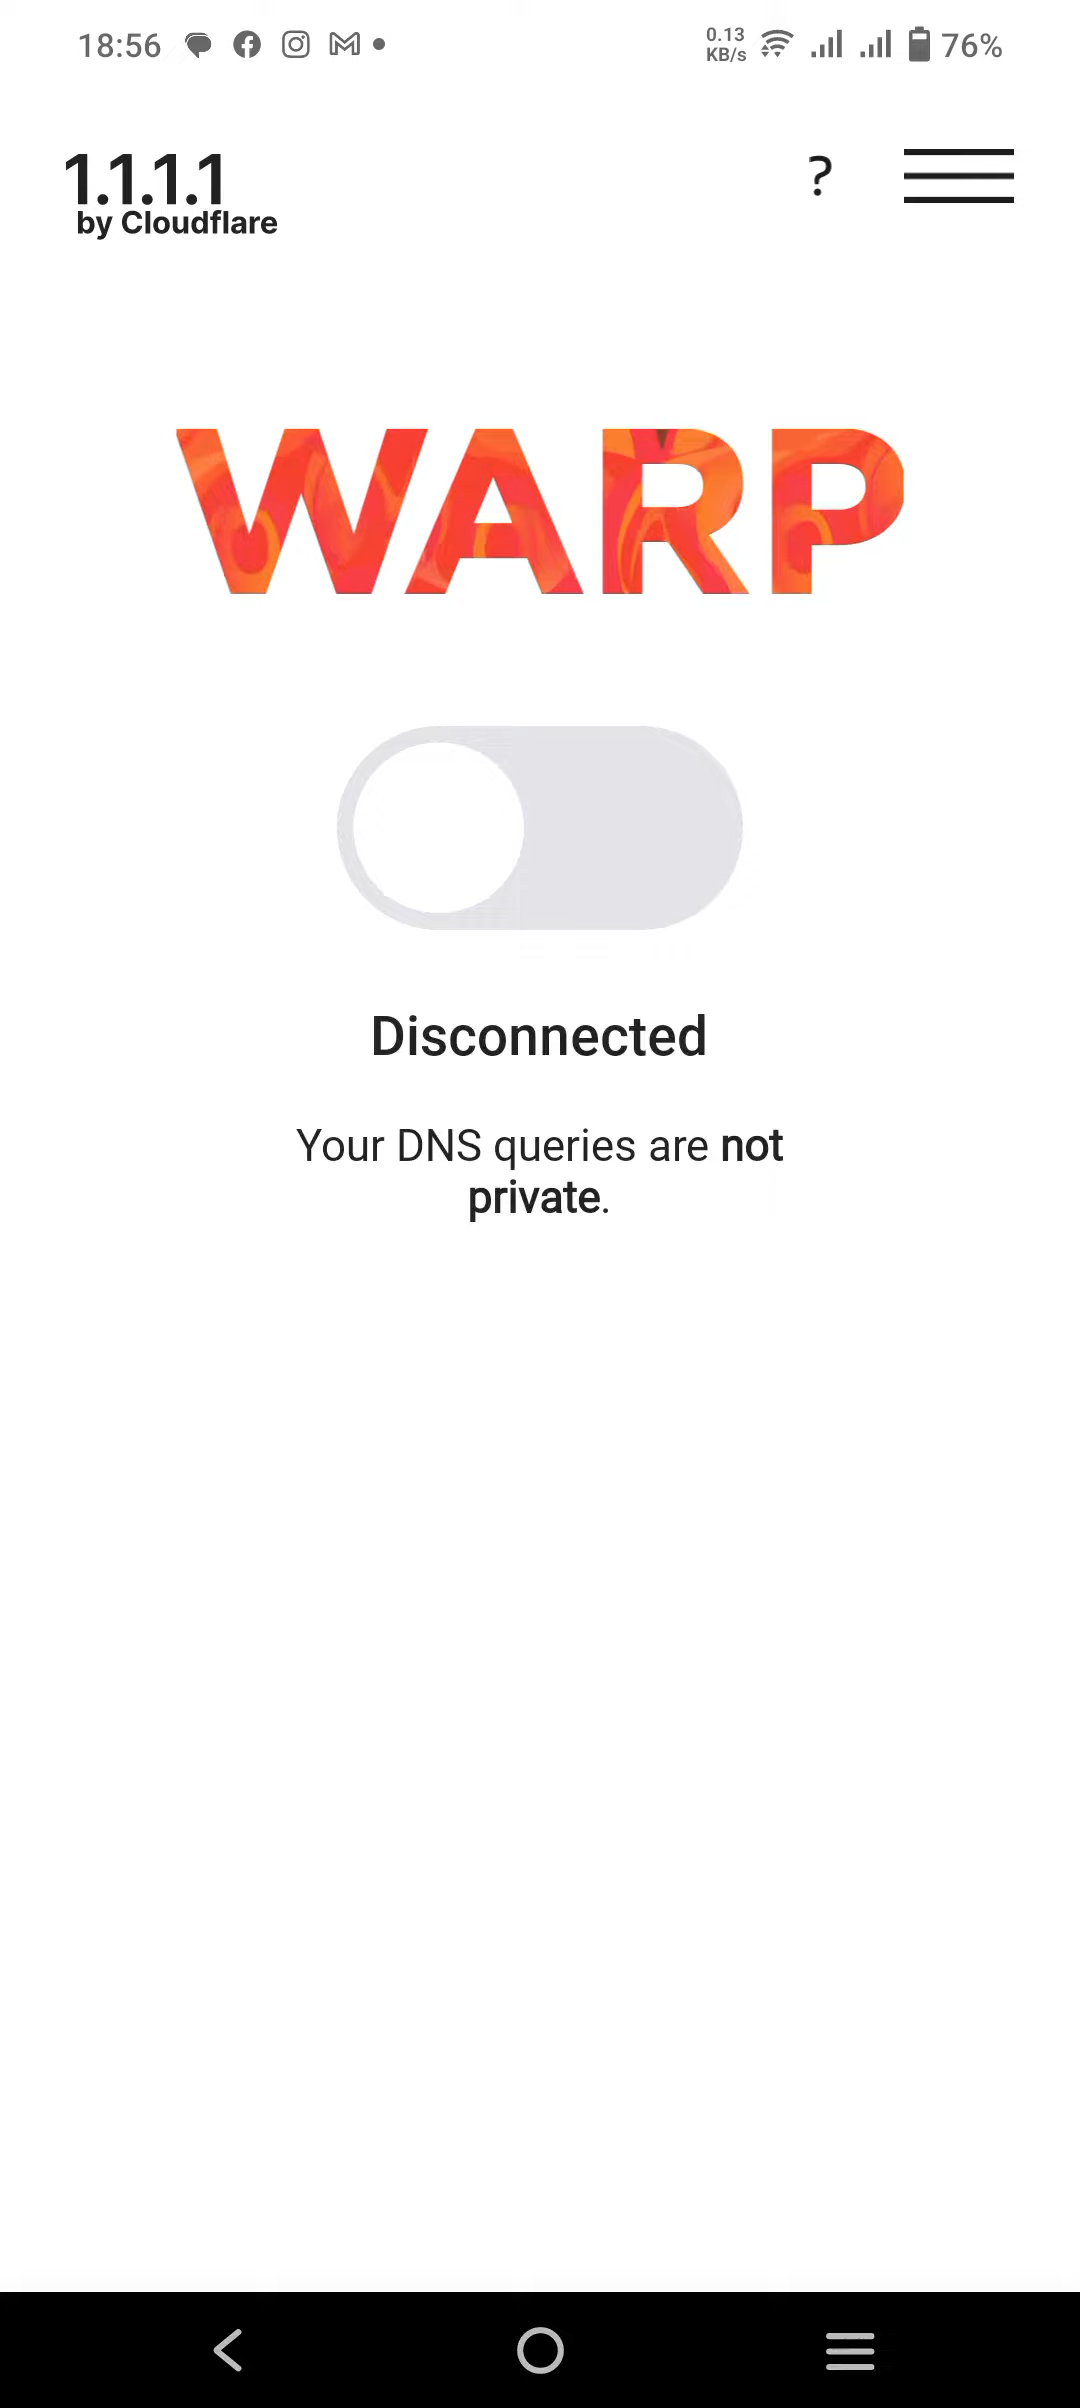 18:56
0.13
KB/s
76%
1.1.1.1
by Cloudflare
?
WARP
Disconnected
Your DNS queries are not
private.